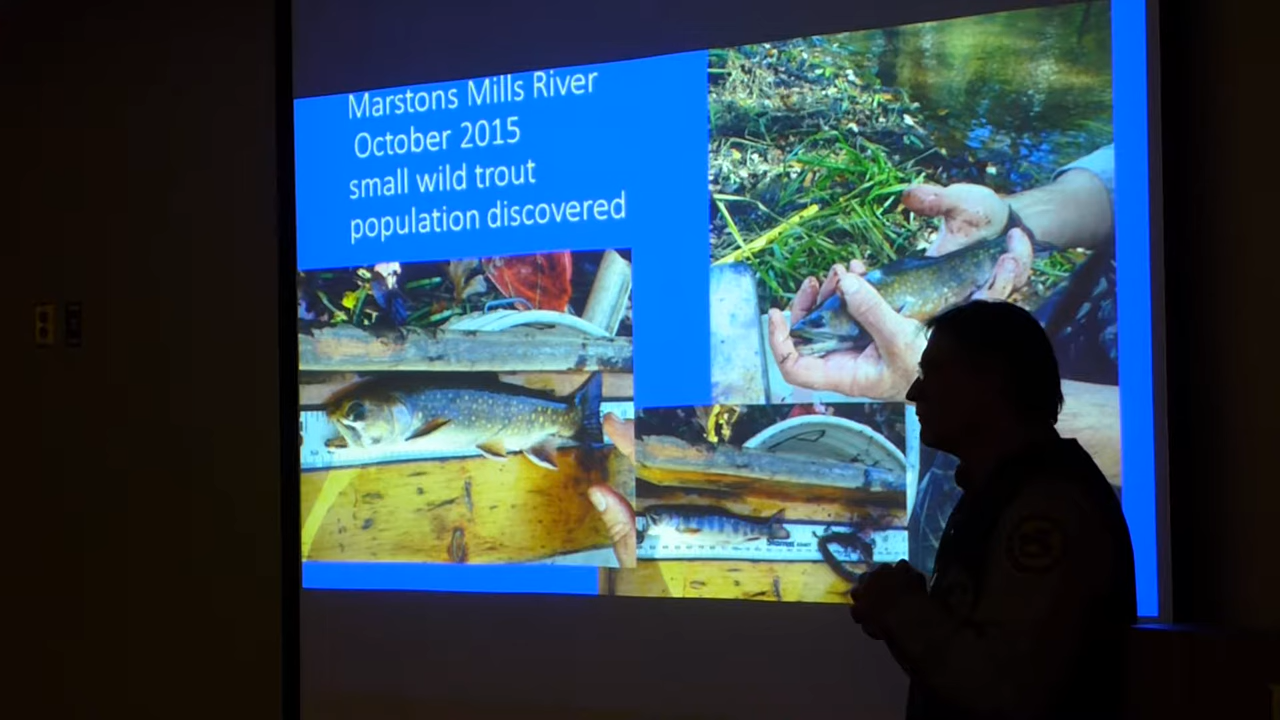 Marstons Mills River
October 2015
small wild trout
population discovered